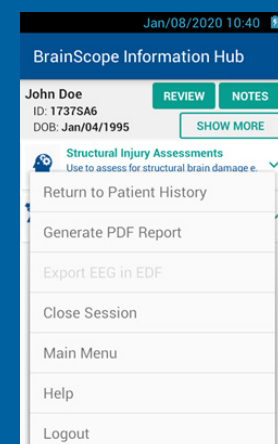 Jan/08/2020 10:40
BrainScope Information Hub
John Doe
REVIEW
NOTES
ID: 1737SA6
DOB: Jan/04/1995
SHOW MORE
Structural Injury Assessments
Use to assess for structural brain damage e.
Return to Patient History
Generate PDF Report
Export EEG in EDF
Close Session
Main Menu
Help
Logout